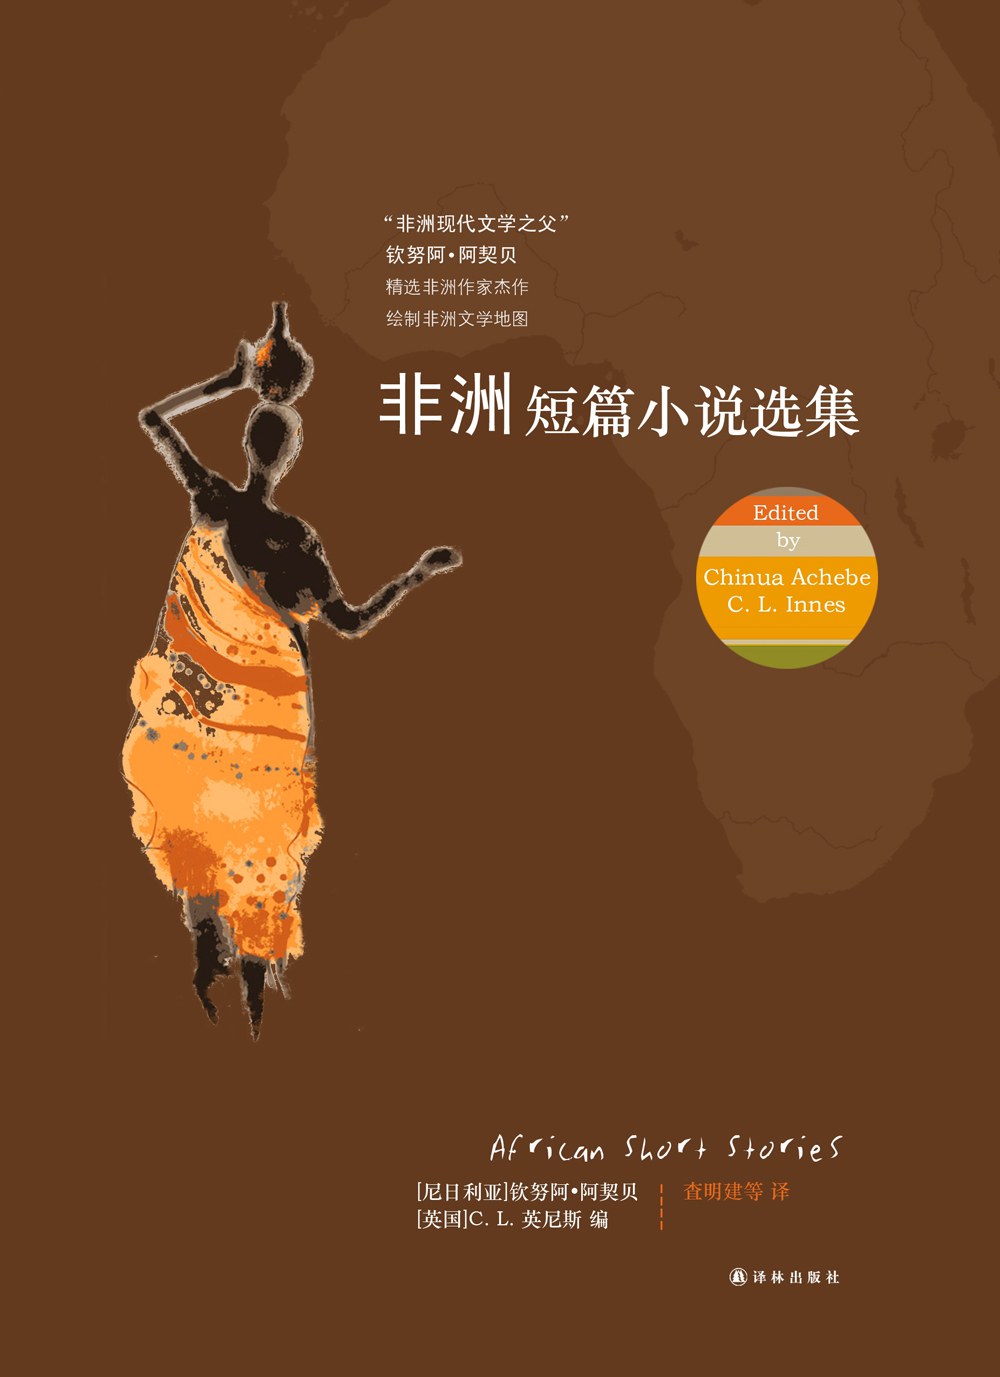 “非洲现代文学之父”
钦努阿•阿契贝
精选非洲作家杰作
绘制非洲文学地图
非洲短篇小说选集
Edited
by
Chinua Achebe
C. L. Innes
African Short Stories
[尼日利亚]钦努阿•阿契贝
[英国]C. L. 英尼斯 编
查明建等 译
译林出版社